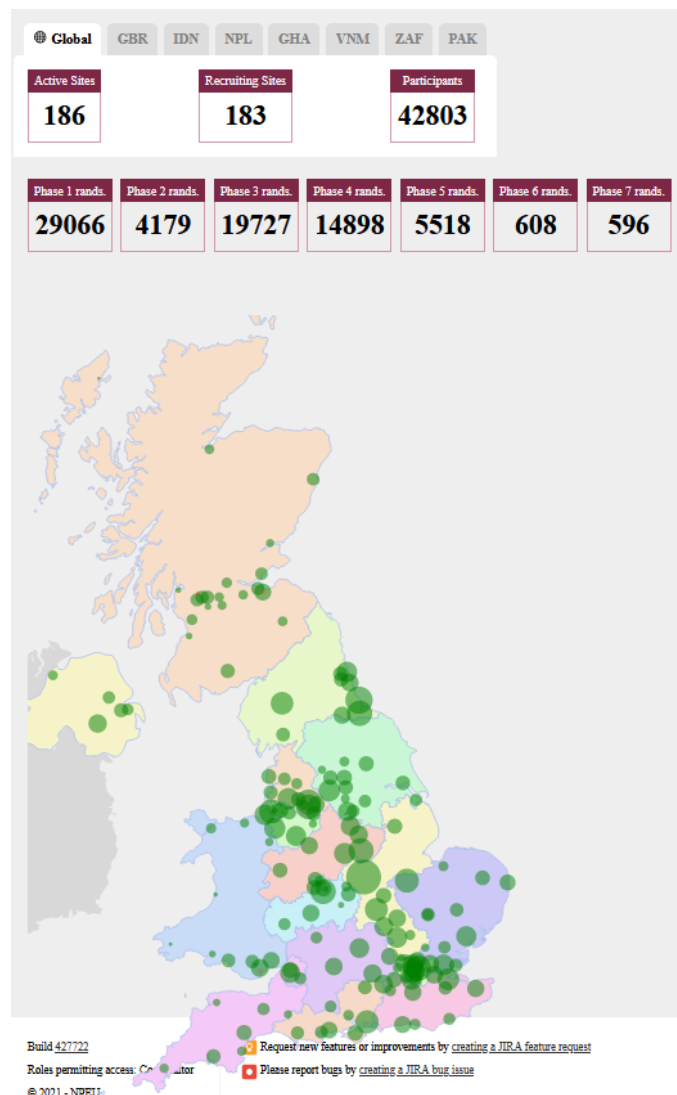 Global GBR IDN NPL GHA VNM ZAF PAK
Active Sites Recruiting Sites Participants
186 183 42803
Phase 1 rands. Phase 2 rands. Phase 3 rands. Phase 4 rands. Phase 5 rands. Phase 6 rands. Phase 7 rands.
29066 4179 19727 14898 5518 608 596
Build 427722 Request new features or improvements by creating a JIRA feature request
Roles permitting access: Please report bugs by creating a JIRA bug issue
© 2021 - NPEU